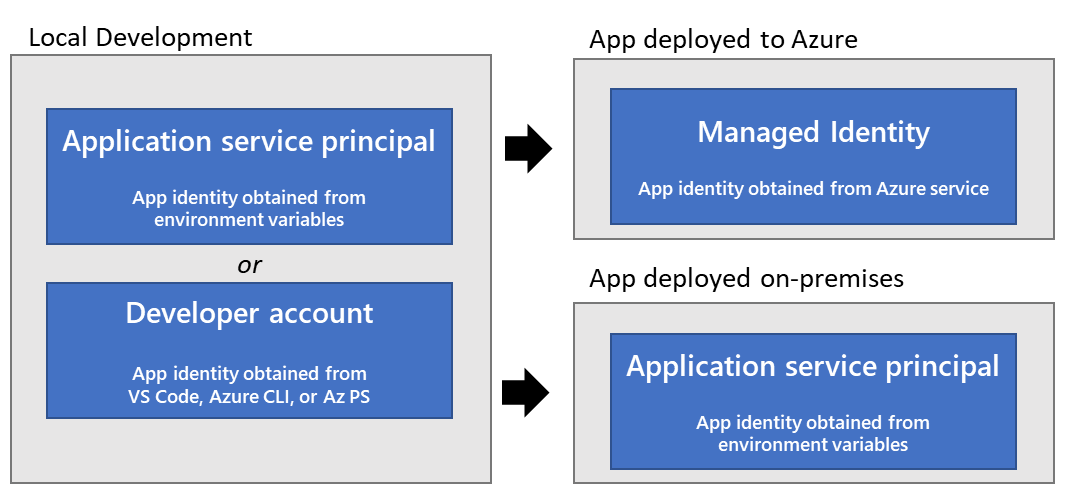 Local Development
Application service principal
App identity obtained from
environment variables
or
Developer account
App identity obtained from
VS Code, Azure CLI, or Az PS
App deployed to Azure
Managed Identity
App identity obtained from Azure service
App deployed on-premises
Application service principal
App identity obtained from
environment variables